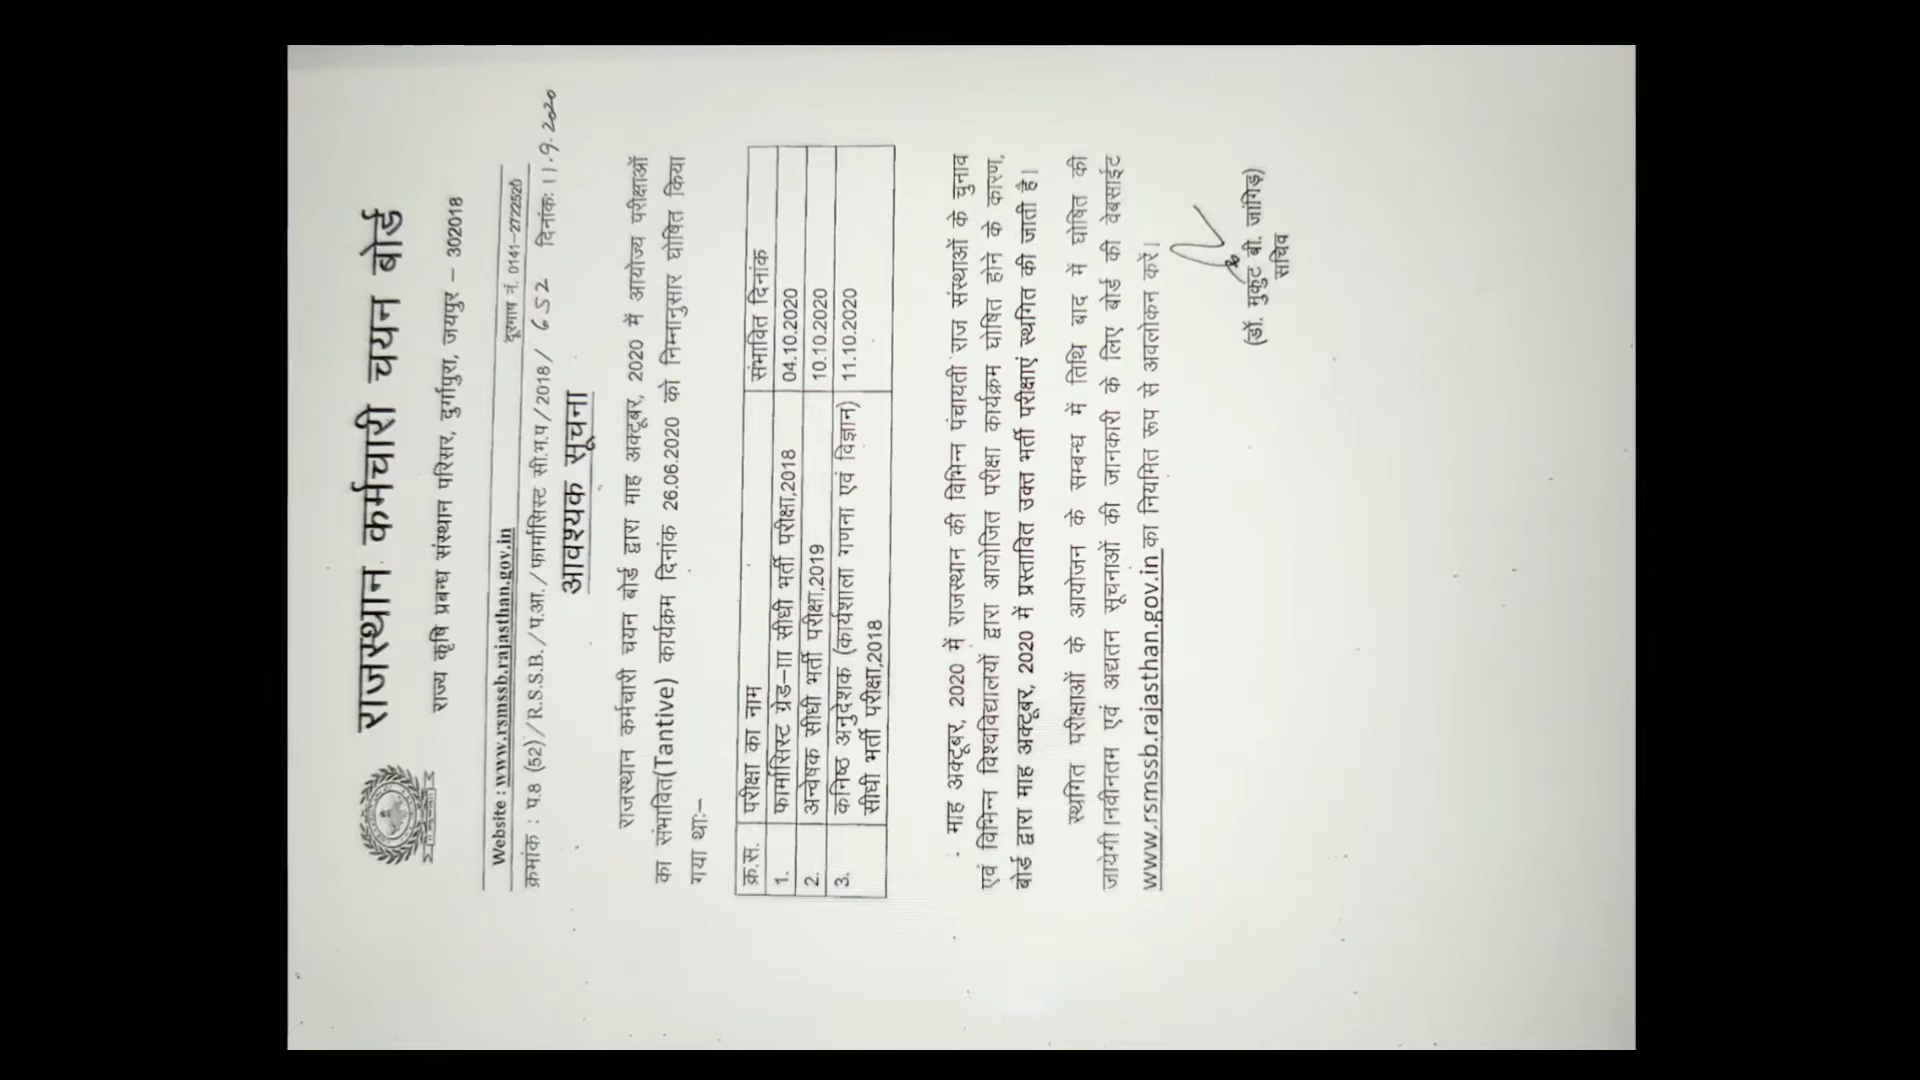 राजस्थान कर्मचारी चयन बोर्ड
राज्य कृषि प्रबन्ध संस्थान परिसर, दुर्गापुरा, जयपुर – 302018
Website : www.rsmssb.rajasthan.gov.in दूरभाष नं. 0141–2722520
क्रमांक : प.8 (52)/R.S.S.B./प.आ./फार्मासिस्ट सी.भ.प/2018/ 652 दिनांक: 11.9.2020
आवश्यक सूचना
राजस्थान कर्मचारी चयन बोर्ड द्वारा माह अक्टूबर, 2020 में आयोज्य परीक्षाओं
का संभावित(Tantive) कार्यक्रम दिनांक 26.06.2020 को निम्नानुसार घोषित किया
गया था:–
क्र.स. परीक्षा का नाम संभावित दिनांक
1. फार्मासिस्ट ग्रेड–III सीधी भर्ती परीक्षा,2018 04.10.2020
2. अन्वेषक सीधी भर्ती परीक्षा,2019 10.10.2020
3. कनिष्ठ अनुदेशक (कार्यशाला गणना एवं विज्ञान) 11.10.2020
सीधी भर्ती परीक्षा,2018
माह अक्टूबर, 2020 में राजस्थान की विभिन्न पंचायती राज संस्थाओं के चुनाव
एवं विभिन्न विश्वविद्यालयों द्वारा आयोजित परीक्षा कार्यक्रम घोषित होने के कारण,
बोर्ड द्वारा माह अक्टूबर, 2020 में प्रस्तावित उक्त भर्ती परीक्षाएं स्थगित की जाती है।
स्थगित परीक्षाओं के आयोजन के सम्बन्ध में तिथि बाद में घोषित की
जायेगी।नवीनतम एवं अद्यतन सूचनाओं की जानकारी के लिए बोर्ड की वेबसाईट
www.rsmssb.rajasthan.gov.in का नियमित रूप से अवलोकन करें।
(डॉ. मुकुट बी. जांगिड़)
सचिव